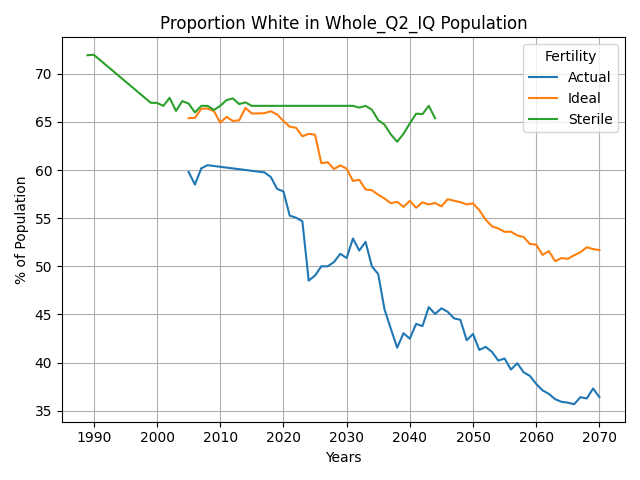 Proportion White in Whole_Q2_IQ Population
Fertility
Actual
Ideal
Sterile
% of Population
70
65
60
55
50
45
40
35
1990
2000
2010
2020
2030
2040
2050
2060
2070
Years